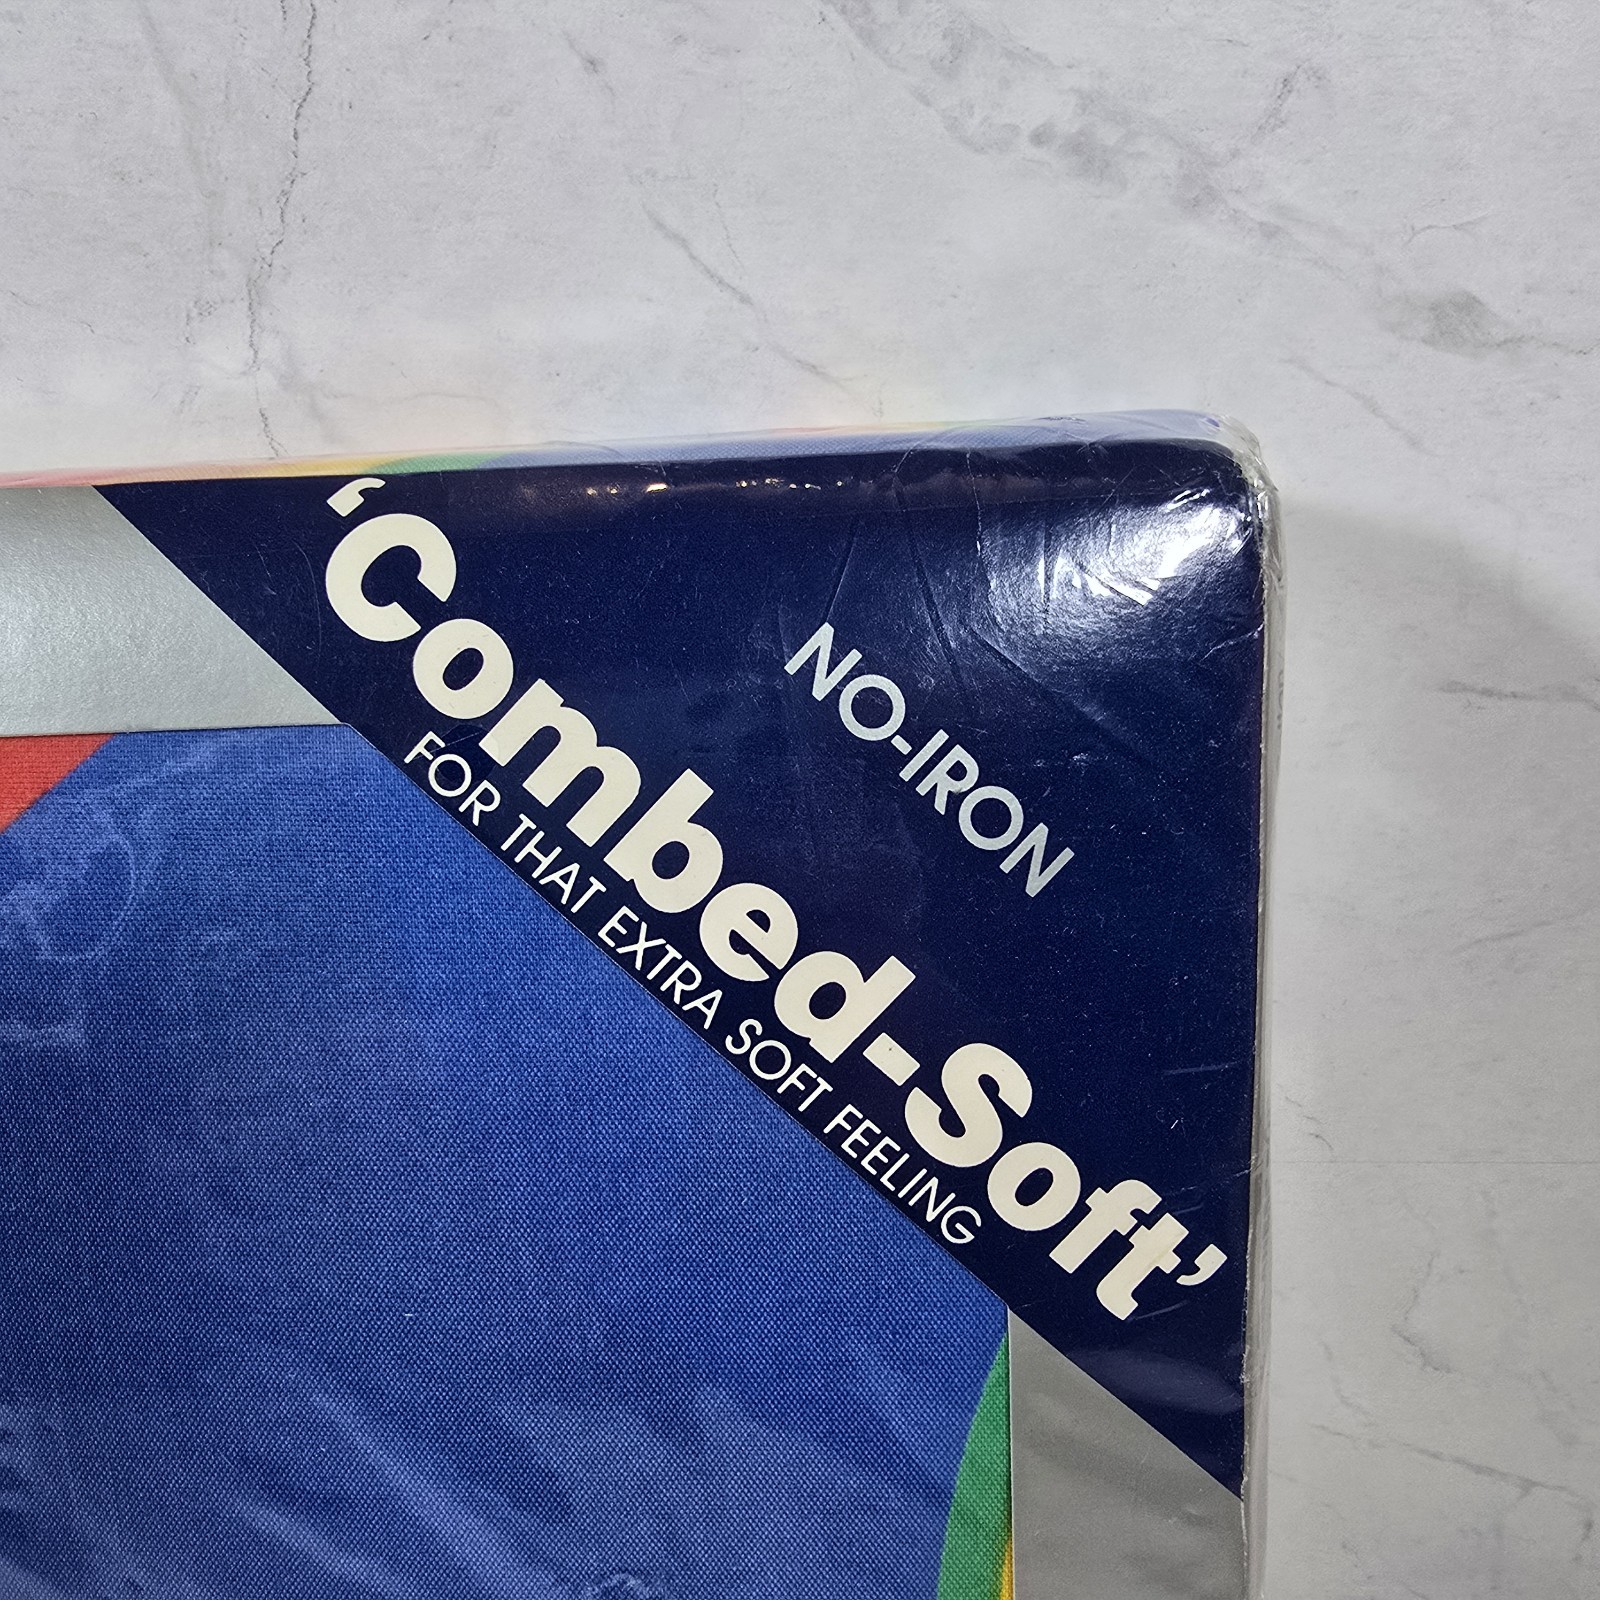 NO-IRON
‘Combed-Soft’
FOR THAT EXTRA SOFT FEELING